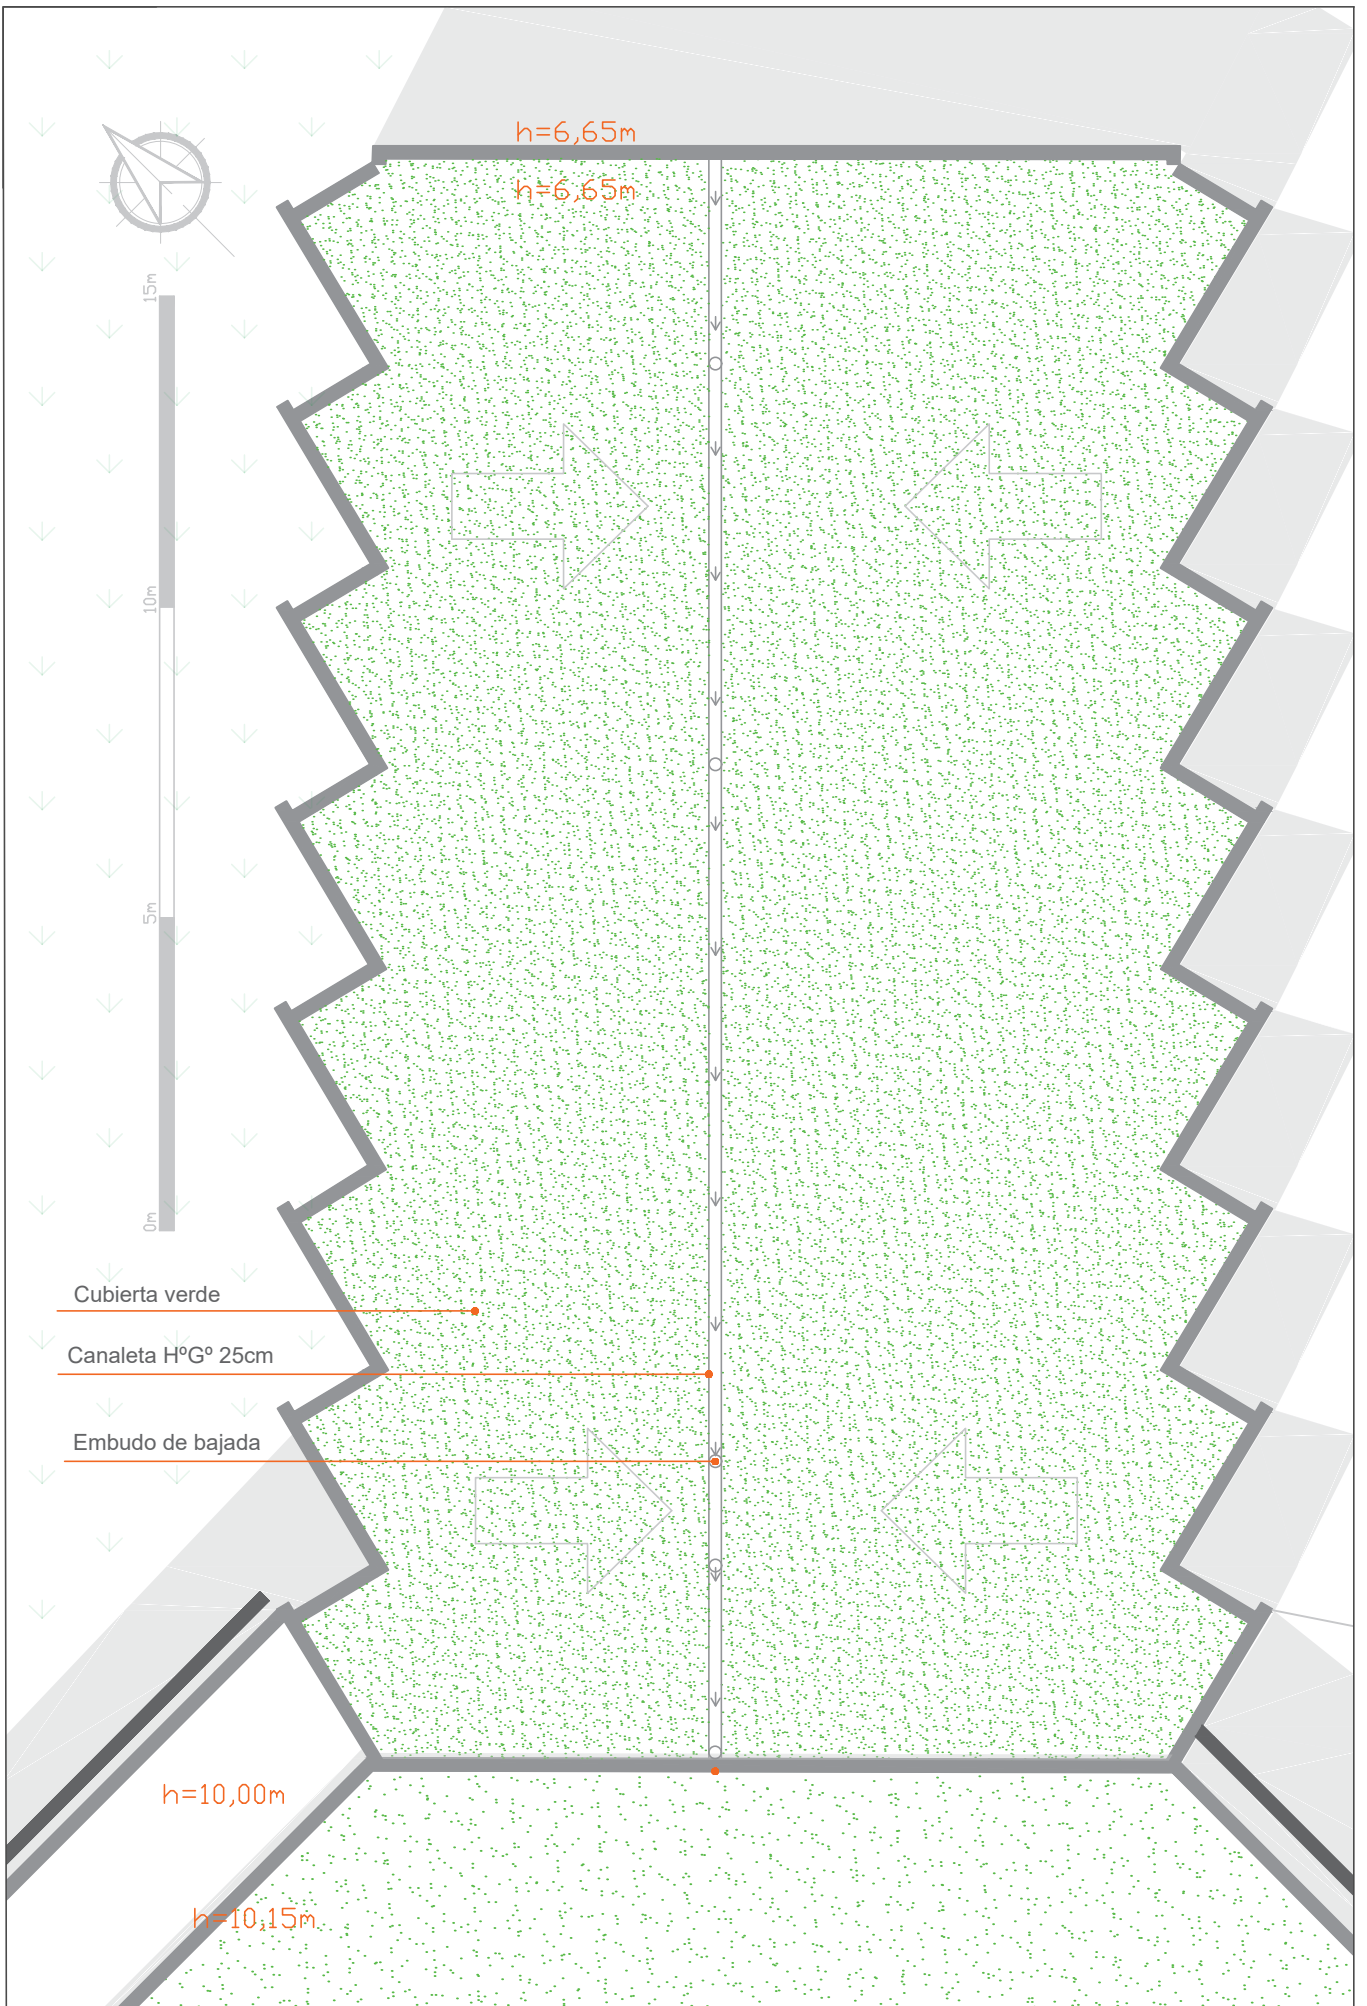 h=6,65m
h=6,65m
15m
10m
5m
0m
Cubierta verde
Canaleta HºGº 25cm
Embudo de bajada
h=10,00m
h=10,15m